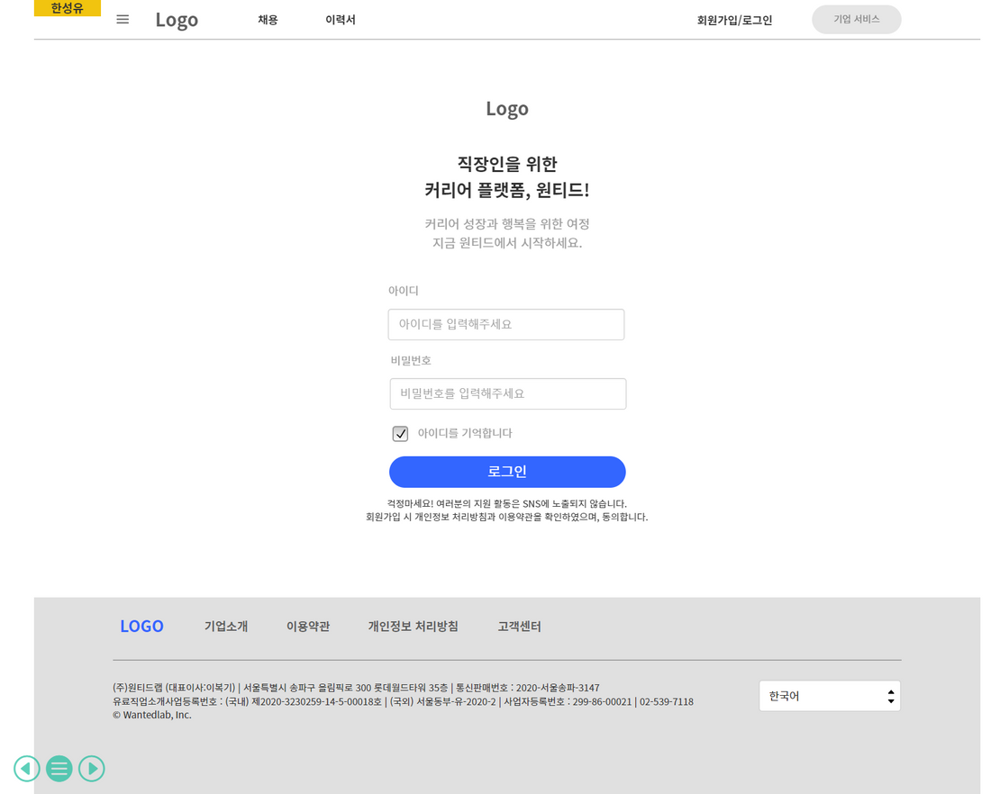 한성유
Logo 채용 이력서 회원가입/로그인 기업 서비스
Logo
직장인을 위한
커리어 플랫폼, 원티드!
커리어 성장과 행복을 위한 여정
지금 원티드에서 시작하세요.
아이디
아이디를 입력해주세요
비밀번호
비밀번호를 입력해주세요
아이디를 기억합니다
로그인
걱정마세요! 여러분의 지원 활동은 SNS에 노출되지 않습니다.
회원가입 시 개인정보 처리방침과 이용약관을 확인하였으며, 동의합니다.
LOGO 기업소개 이용약관 개인정보 처리방침 고객센터
(주)원티드랩 (대표이사:이복기) | 서울특별시 송파구 올림픽로 300 롯데월드타워 35층 | 통신판매번호 : 2020-서울송파-3147
유료직업소개사업등록번호 : (국내) 제2020-3230259-14-5-00018호 | (국외) 서울동부-유-2020-2 | 사업자등록번호 : 299-86-00021 | 02-539-7118
© Wantedlab, Inc.
한국어